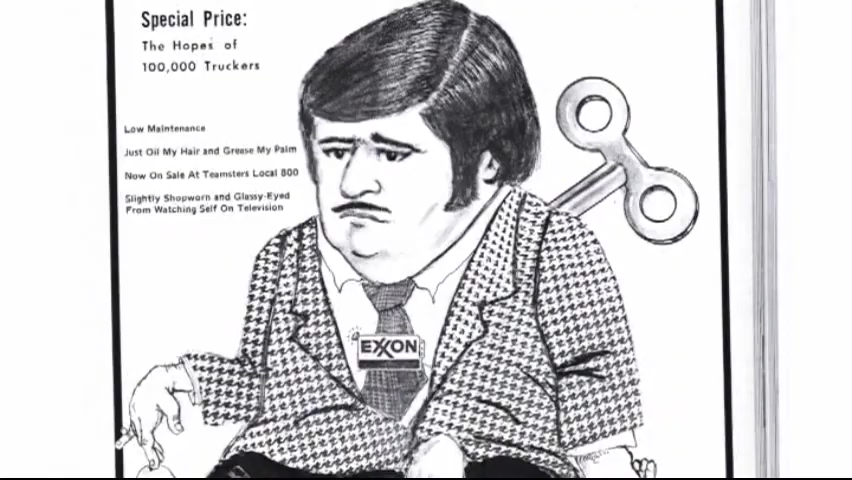 Special Price:
The Hopes of
100,000 Truckers
Low Maintenance
Just Oil My Hair and Grease My Palm
Now On Sale At Teamsters Local 800
Slightly Shopworn and Glassy-Eyed
From Watching Self On Television
EXXON